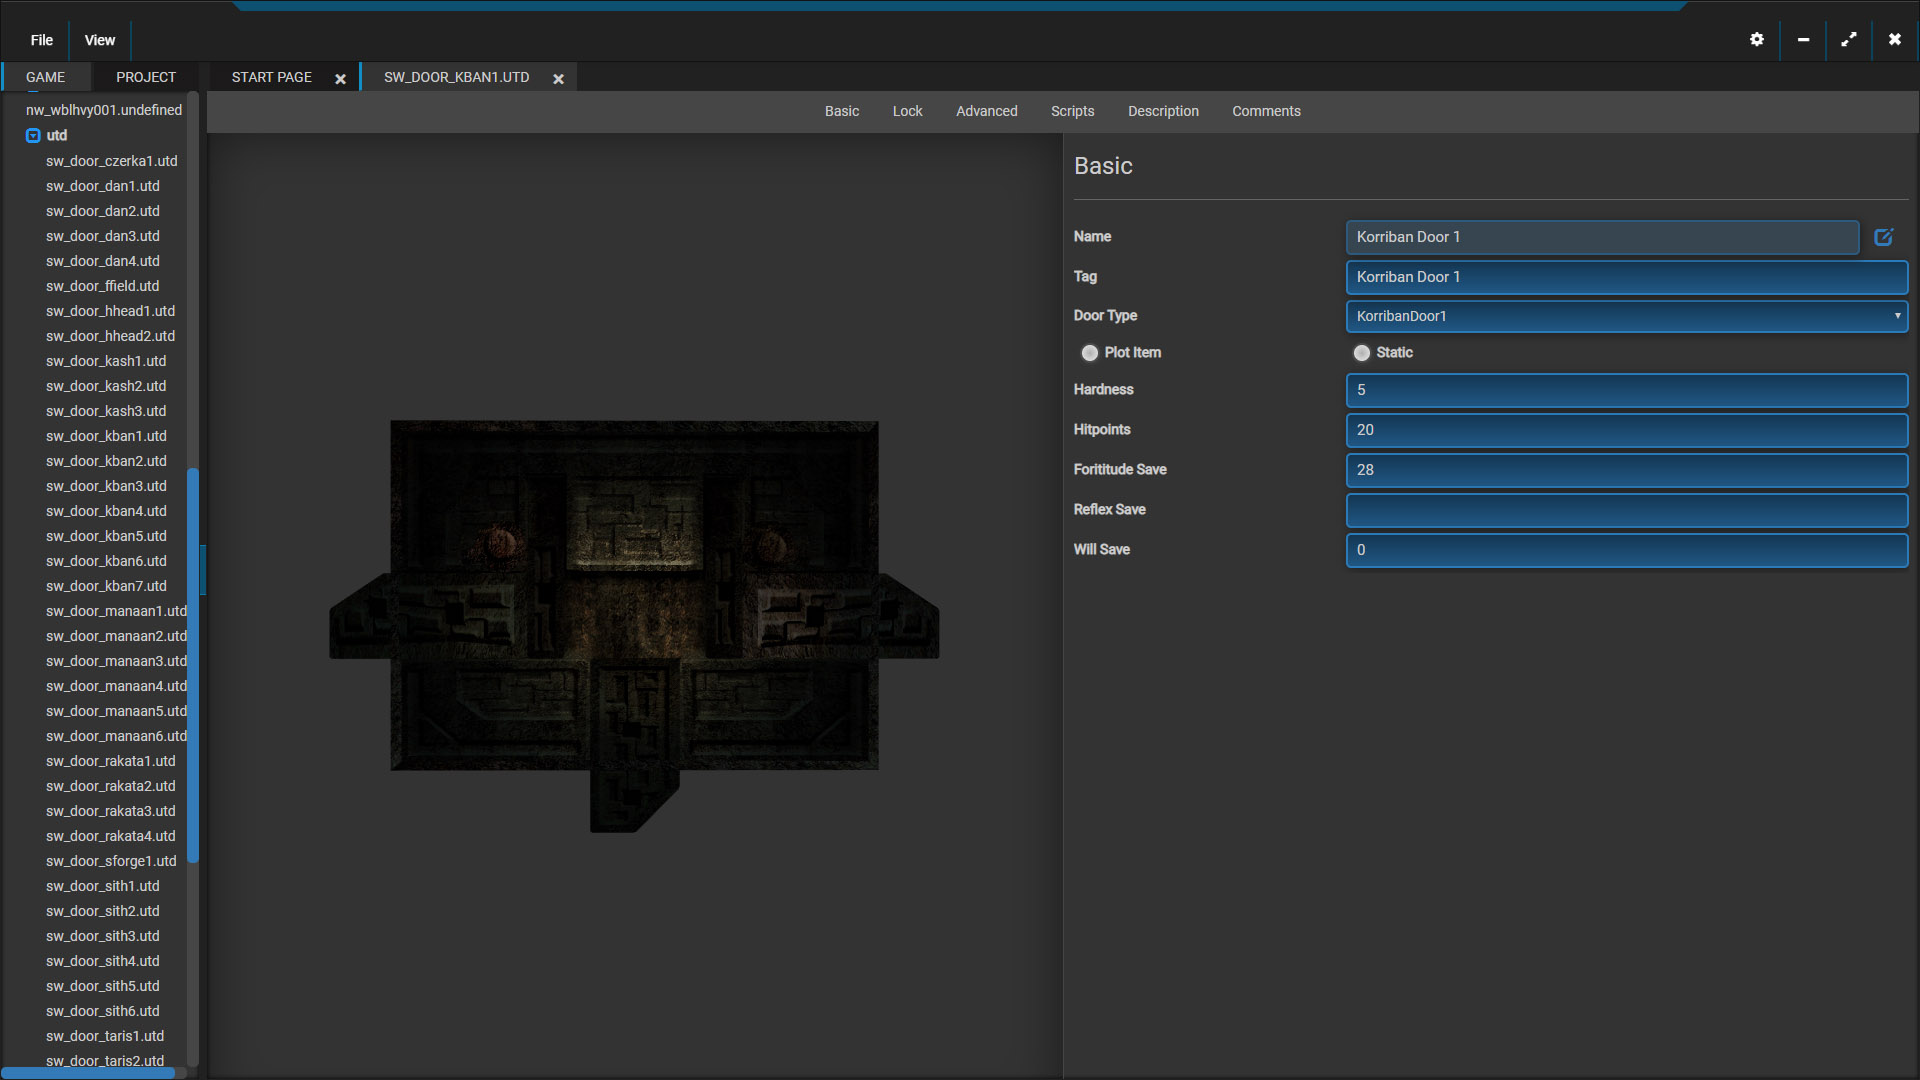 File
View
GAME
PROJECT
START PAGE
SW_DOOR_KBAN1.UTD
nw_wblhvy001.undefined
utd
sw_door_czerka1.utd
sw_door_dan1.utd
sw_door_dan2.utd
sw_door_dan3.utd
sw_door_dan4.utd
sw_door_ffield.utd
sw_door_hhead1.utd
sw_door_hhead2.utd
sw_door_kash1.utd
sw_door_kash2.utd
sw_door_kash3.utd
sw_door_kban1.utd
sw_door_kban2.utd
sw_door_kban3.utd
sw_door_kban4.utd
sw_door_kban5.utd
sw_door_kban6.utd
sw_door_kban7.utd
sw_door_manaan1.utd
sw_door_manaan2.utd
sw_door_manaan3.utd
sw_door_manaan4.utd
sw_door_manaan5.utd
sw_door_manaan6.utd
sw_door_rakata1.utd
sw_door_rakata2.utd
sw_door_rakata3.utd
sw_door_rakata4.utd
sw_door_sforge1.utd
sw_door_sith1.utd
sw_door_sith2.utd
sw_door_sith3.utd
sw_door_sith4.utd
sw_door_sith5.utd
sw_door_sith6.utd
sw_door_taris1.utd
sw_door_taris2.utd
Basic Lock Advanced Scripts Description Comments
Basic
Name Korriban Door 1
Tag Korriban Door 1
Door Type KorribanDoor1
Plot Item Static
Hardness 5
Hitpoints 20
Forititude Save 28
Reflex Save
Will Save 0